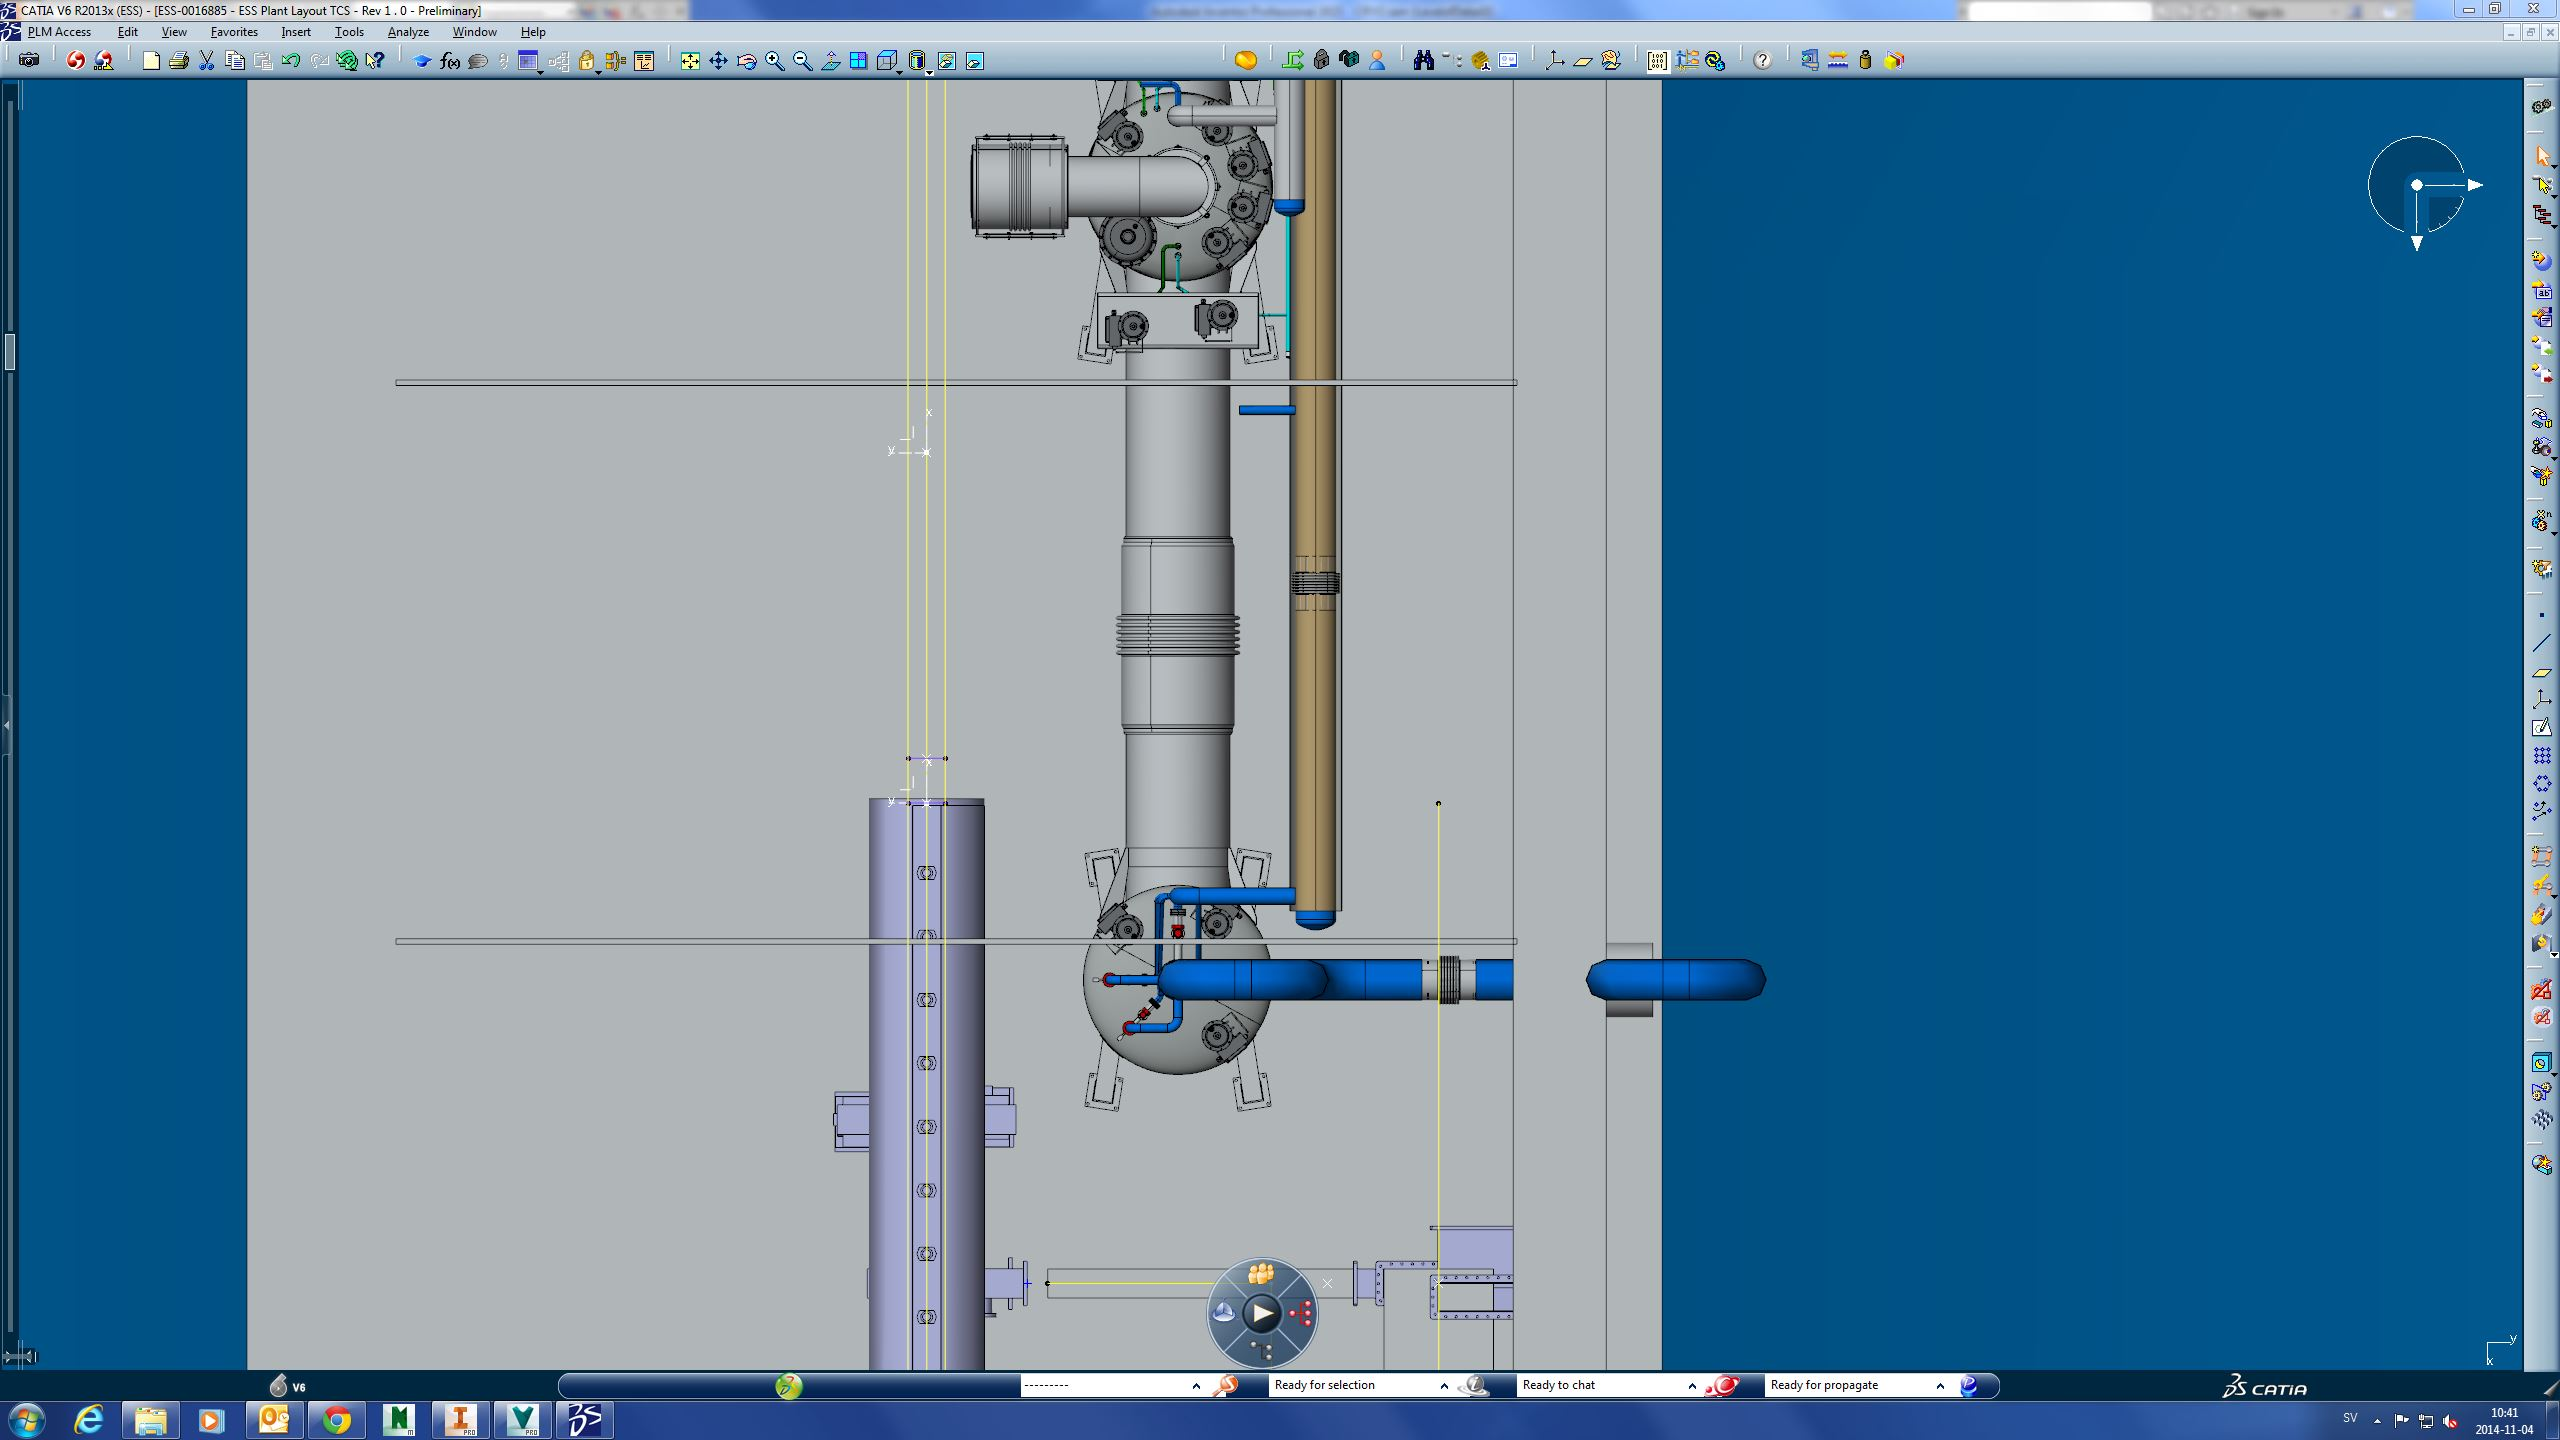 CATIA V6 R2013x (ESS) - [ESS-0016885 - ESS Plant Layout TCS - Rev 1 . 0 - Preliminary]
PLM Access Edit View Favorites Insert Tools Analyze Window Help
f(x)
x
y
x
y
y
x
V6
---------
Ready for selection
Ready to chat
Ready for propagate
CATIA
SV
10:41
2014-11-04